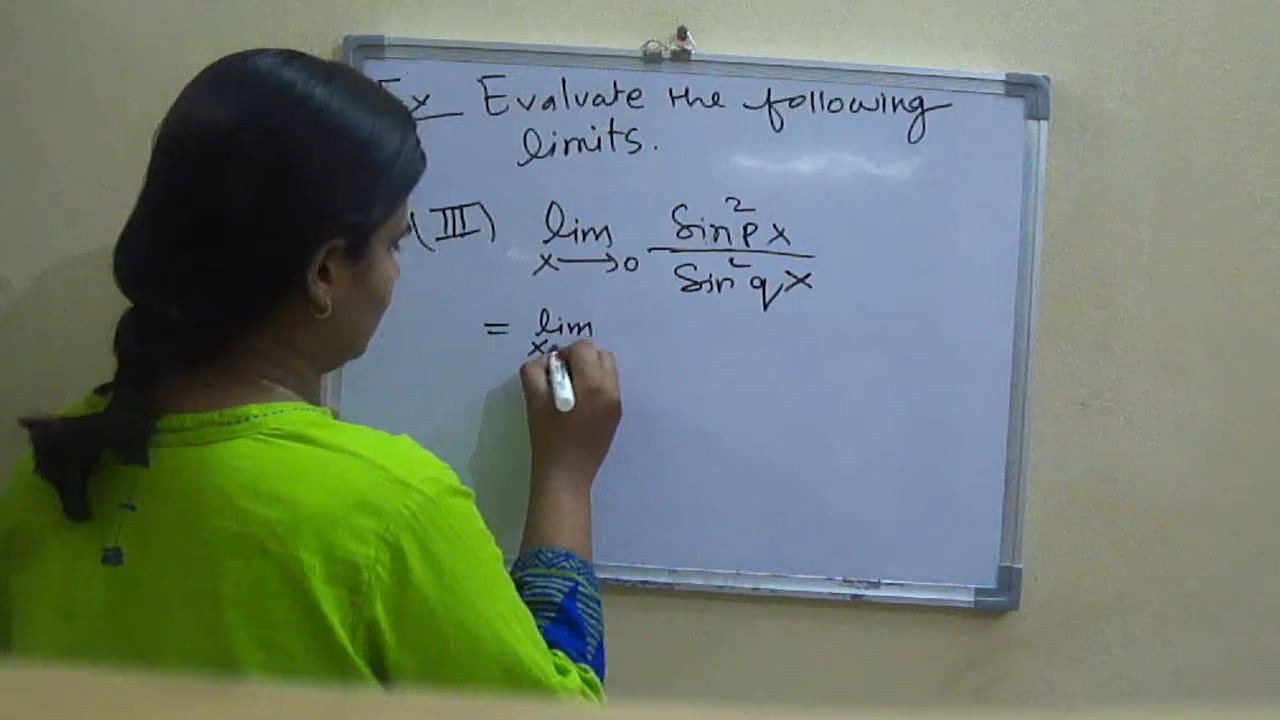 Ex Evaluate the following
limits.
(III) lim x→0 sin²px / sin²qx
= lim x